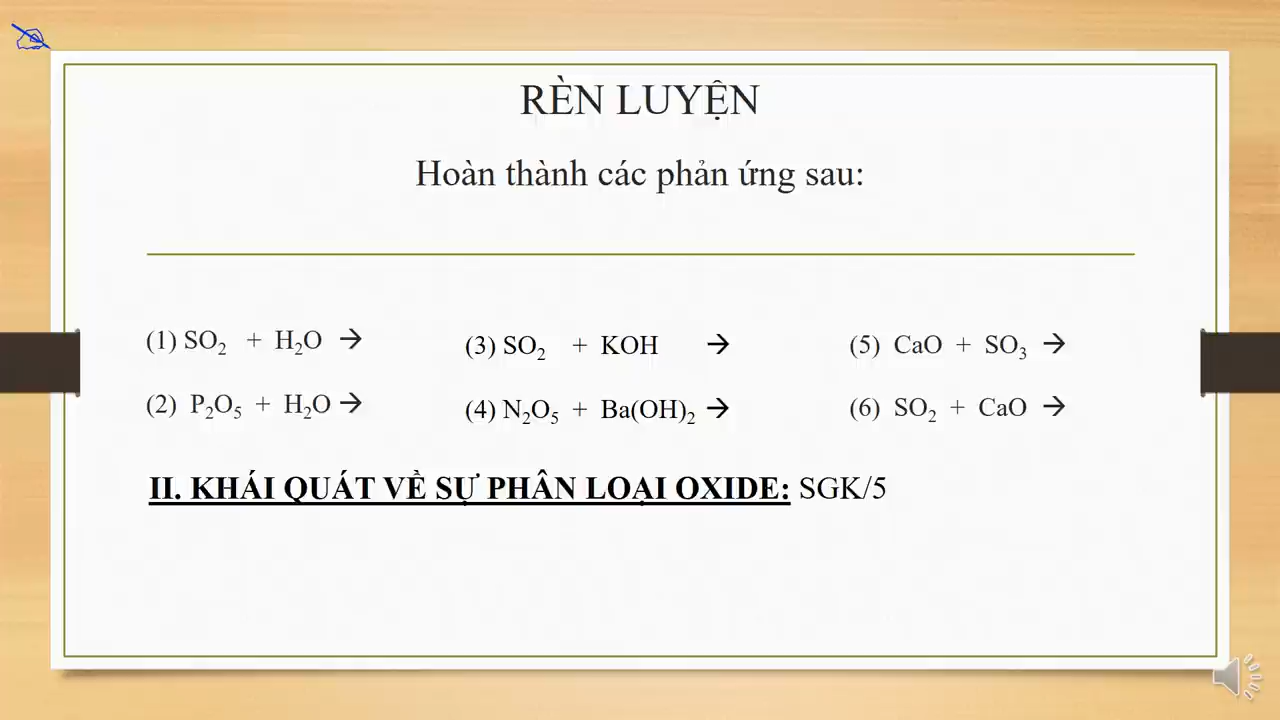 RÈN LUYỆN
Hoàn thành các phản ứng sau:
(1) SO₂ + H₂O →
(2) P₂O₅ + H₂O →
(3) SO₂ + KOH →
(4) N₂O₅ + Ba(OH)₂ →
(5) CaO + SO₃ →
(6) SO₂ + CaO →
II. KHÁI QUÁT VỀ SỰ PHÂN LOẠI OXIDE: SGK/5